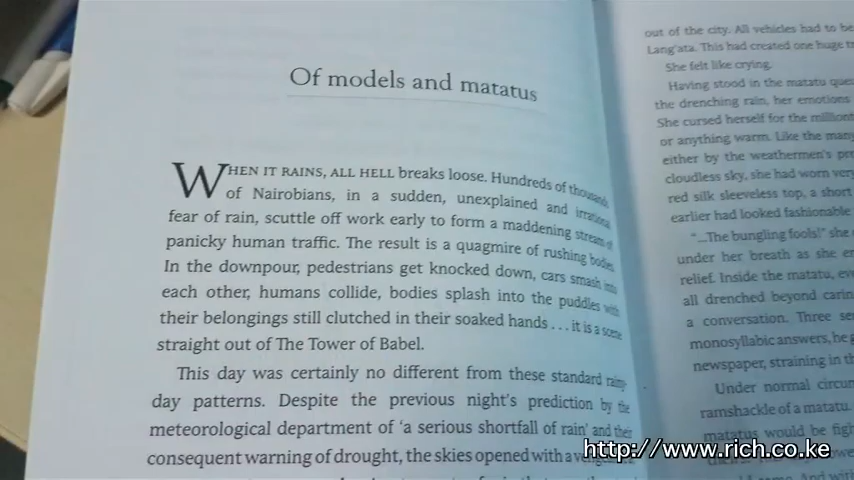 Of models and matatus
WHEN IT RAINS, ALL HELL breaks loose. Hundreds of thousands
of Nairobians, in a sudden, unexplained and irrational
fear of rain, scuttle off work early to form a maddening stream of
panicky human traffic. The result is a quagmire of rushing bodies.
In the downpour, pedestrians get knocked down, cars smash into
each other, humans collide, bodies splash into the puddles with
their belongings still clutched in their soaked hands . . . it is a scene
straight out of The Tower of Babel.
This day was certainly no different from these standard rainy
day patterns. Despite the previous night's prediction by the
meteorological department of 'a serious shortfall of rain' and their
consequent warning of drought, the skies opened with a
out of the city. All vehicles had to be
Lang'ata. This had created one huge
She felt like crying.
Having stood in the matatu
the drenching rain, her emotions
She cursed herself for the
or anything warm. Like the many
either by the weathermen's
cloudless sky, she had worn very
red silk sleeveless top, a short
earlier had looked fashionable
"...The bungling fools!" she
under her breath as she
relief. Inside the matatu,
all drenched beyond
a conversation. Three
monosyllabic answers, he
newspaper, straining in
Under normal
ramshackle of a matatu.
matatus would be
http://www.rich.co.ke